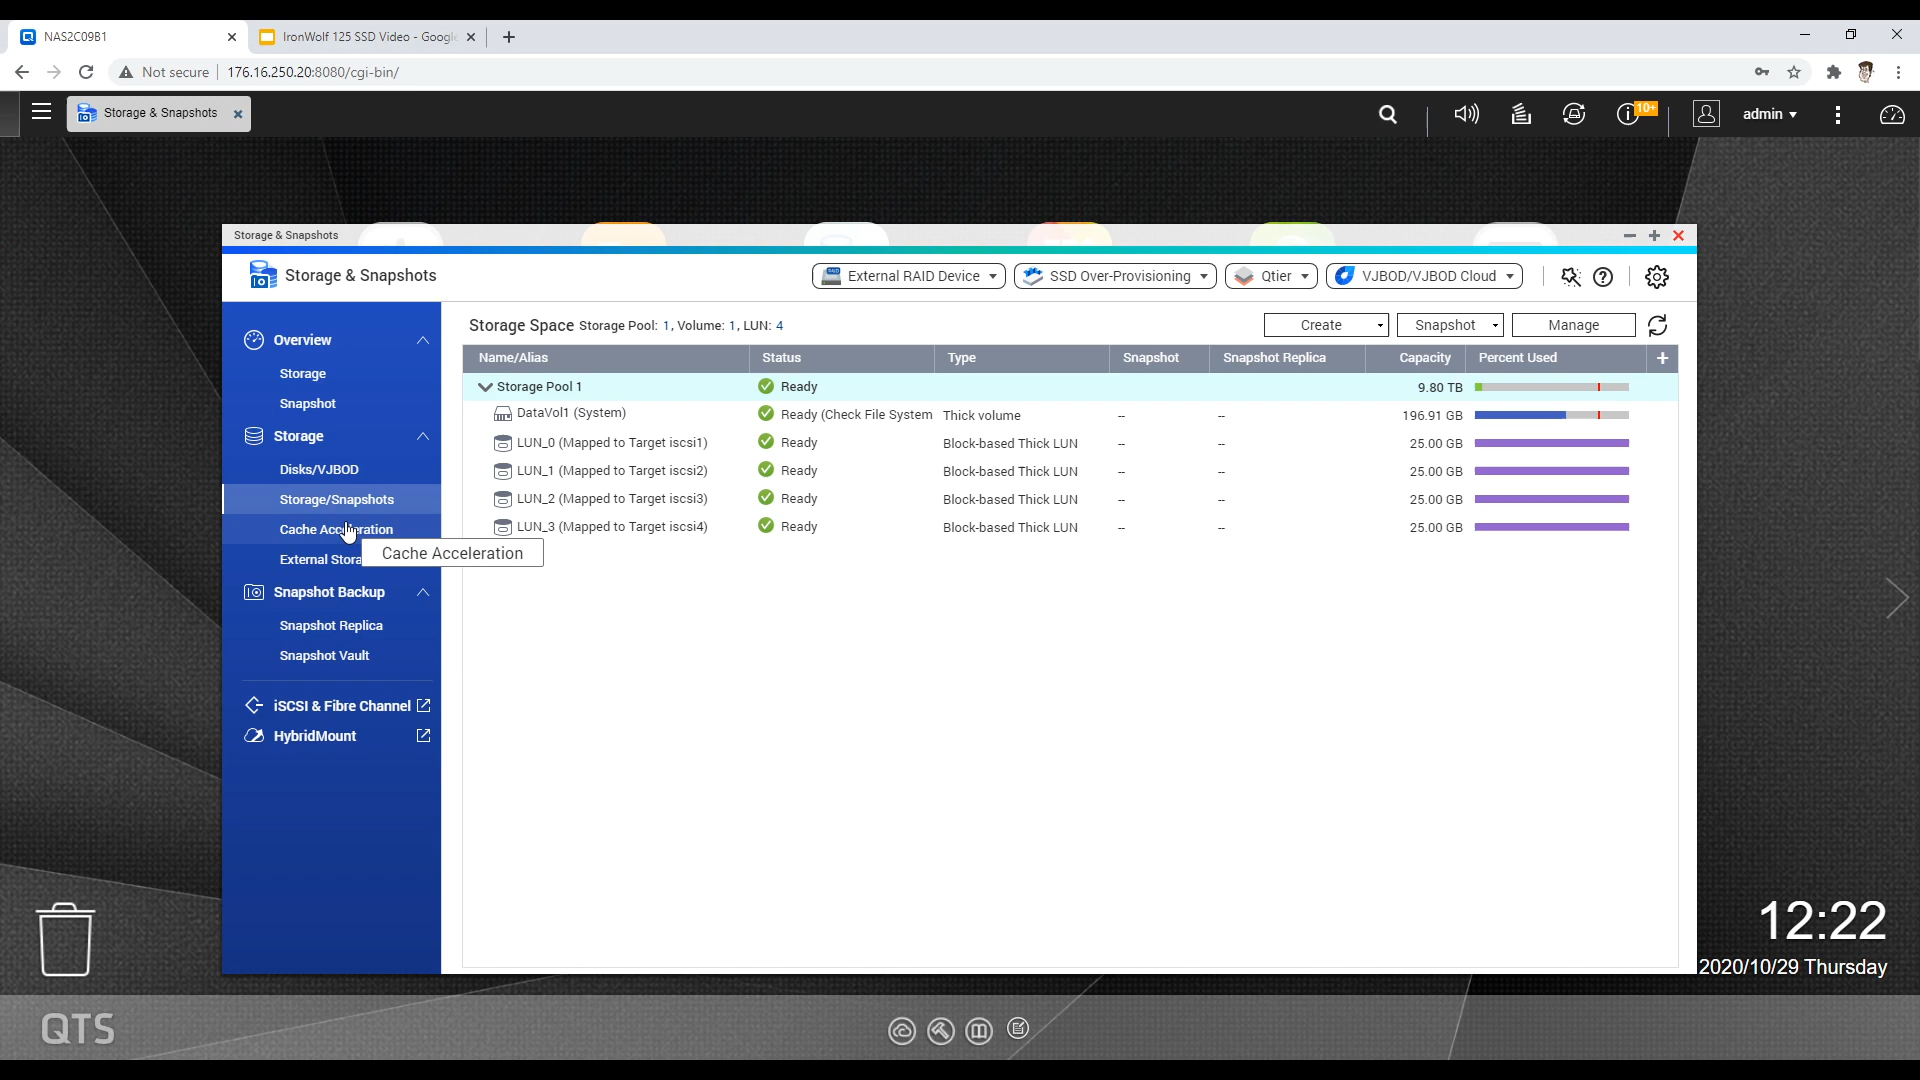 NAS2C09B1
IronWolf 125 SSD Video - Google
Not secure
176.16.250.20:8080/cgi-bin/
Storage & Snapshots
10+
admin
Storage & Snapshots
Storage & Snapshots
External RAID Device
SSD Over-Provisioning
Qtier
VJBOD/VJBOD Cloud
Overview
Storage
Snapshot
Storage
Disks/VJBOD
Storage/Snapshots
Cache Acceleration
External Stora
Cache Acceleration
Snapshot Backup
Snapshot Replica
Snapshot Vault
iSCSI & Fibre Channel
HybridMount
Storage Space Storage Pool: 1, Volume: 1, LUN: 4
Create
Snapshot
Manage
Name/Alias Status Type Snapshot Snapshot Replica Capacity Percent Used
Storage Pool 1 Ready 9.80 TB
DataVol1 (System) Ready (Check File System Thick volume -- -- 196.91 GB
LUN_0 (Mapped to Target iscsi1) Ready Block-based Thick LUN -- -- 25.00 GB
LUN_1 (Mapped to Target iscsi2) Ready Block-based Thick LUN -- -- 25.00 GB
LUN_2 (Mapped to Target iscsi3) Ready Block-based Thick LUN -- -- 25.00 GB
LUN_3 (Mapped to Target iscsi4) Ready Block-based Thick LUN -- -- 25.00 GB
12:22
2020/10/29 Thursday
QTS